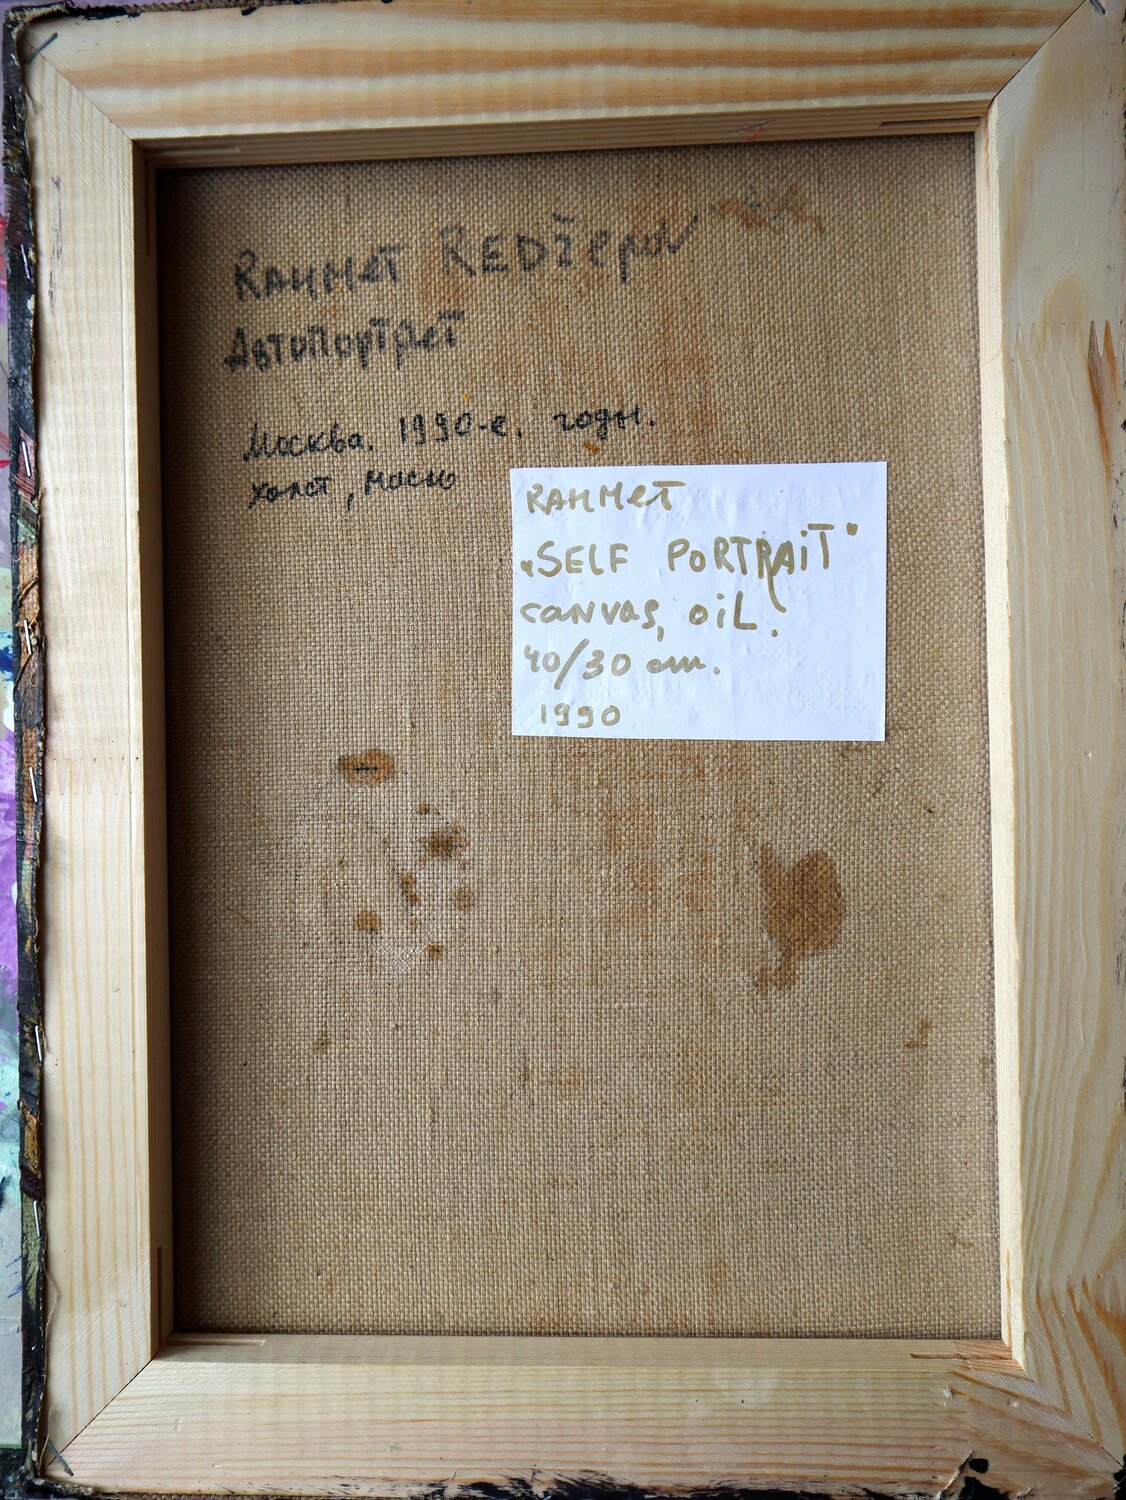 RAHMET REDžepov
Автопортрет
Москва. 1990-е. годы.
холст, масло
RAHMET
„SELF PORTRAiT"
canvas, oiL.
40/30 cm.
1990